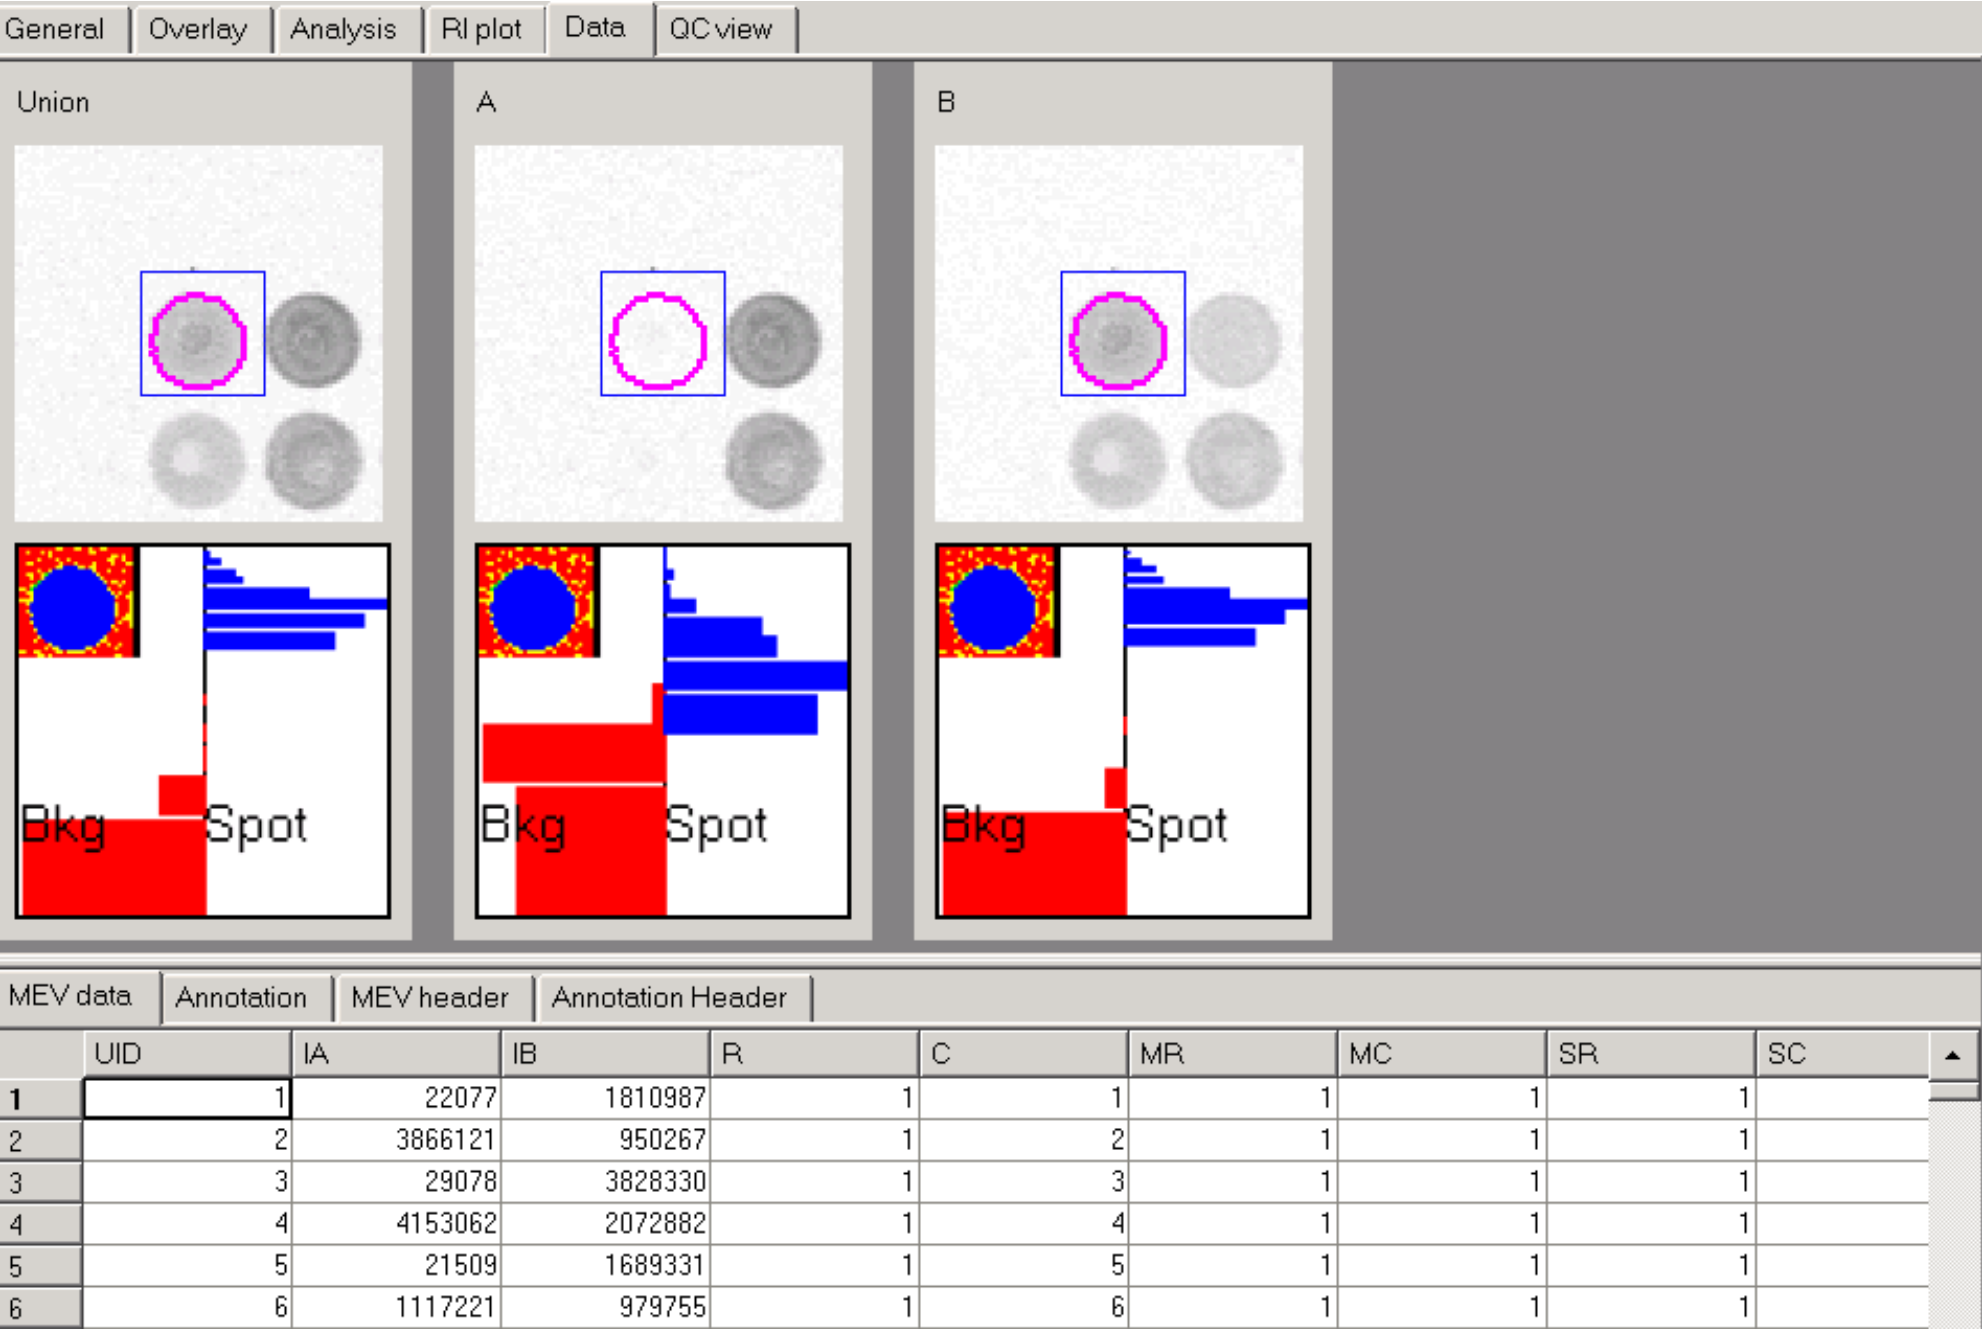 General Overlay Analysis RI plot Data QC view
Union A B
Bkg Spot Bkg Spot Bkg Spot
MEV data Annotation MEV header Annotation Header
UID IA IB R C MR MC SR SC
1 1 22077 1810987 1 1 1 1 1
2 2 3866121 950267 1 2 1 1 1
3 3 29078 3828330 1 3 1 1 1
4 4 4153062 2072882 1 4 1 1 1
5 5 21509 1689331 1 5 1 1 1
6 6 1117221 979755 1 6 1 1 1